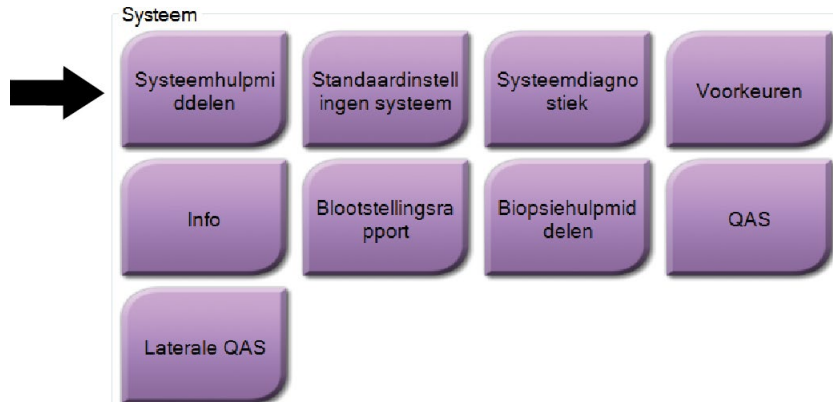 Systeem
Systeemhulpmi
ddelen
Standaardinstell
ingen systeem
Systeemdiagno
stiek
Voorkeuren
Info
Blootstellingsra
pport
Biopsiehulpmid
delen
QAS
Laterale QAS